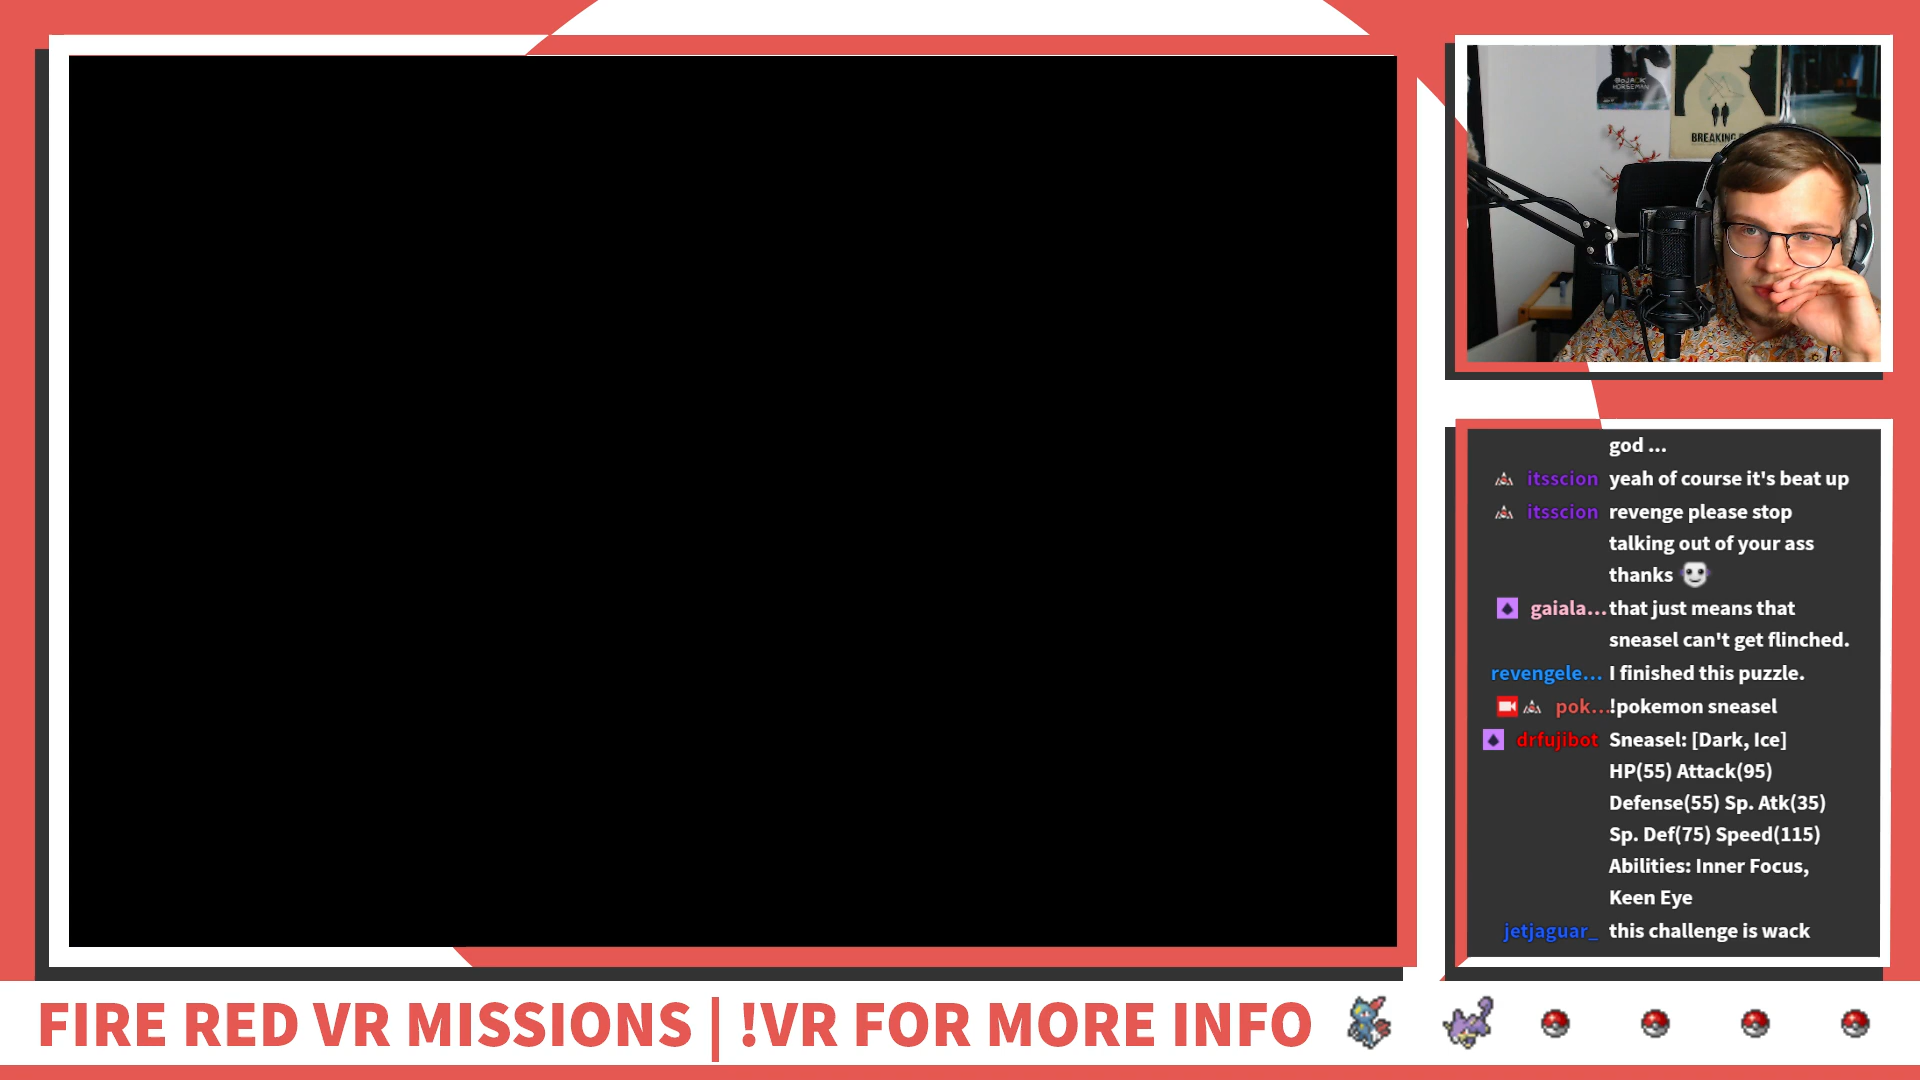 BOJACK
HORSEMAN
BREAKING
god ...
itsscion yeah of course it's beat up
itsscion revenge please stop
talking out of your ass
thanks
gaiala... that just means that
sneasel can't get flinched.
revengele... I finished this puzzle.
pok... !pokemon sneasel
drfujibot Sneasel: [Dark, Ice]
HP(55) Attack(95)
Defense(55) Sp. Atk(35)
Sp. Def(75) Speed(115)
Abilities: Inner Focus,
Keen Eye
jetjaguar_ this challenge is wack
FIRE RED VR MISSIONS | !VR FOR MORE INFO